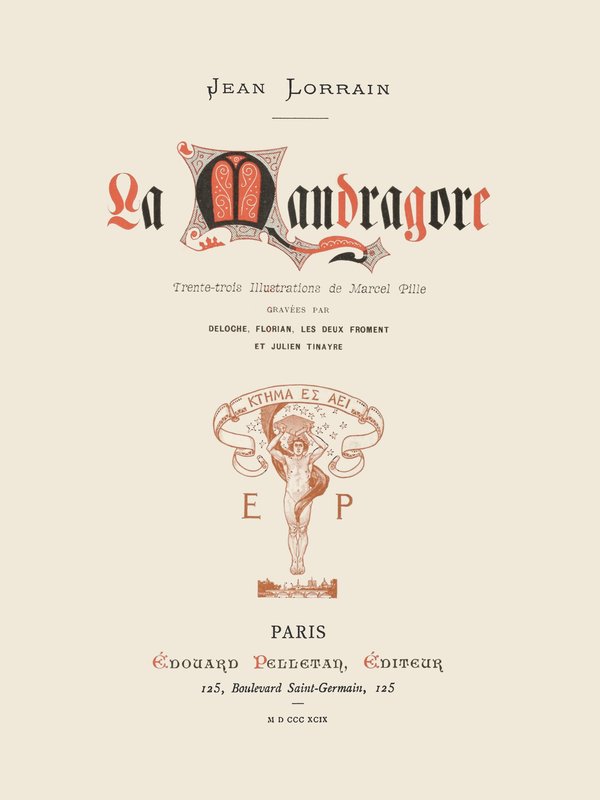 JEAN LORRAIN
La Mandragore
Trente-trois Illustrations de Marcel Pille
GRAVÉES PAR
DELOCHE, FLORIAN, LES DEUX FROMENT
ET JULIEN TINAYRE
ΚΤΗΜΑ ΕΣ ΑΕΙ
E P
PARIS
ÉDOUARD PELLETAN, ÉDITEUR
125, Boulevard Saint-Germain, 125
M D CCC XCIX